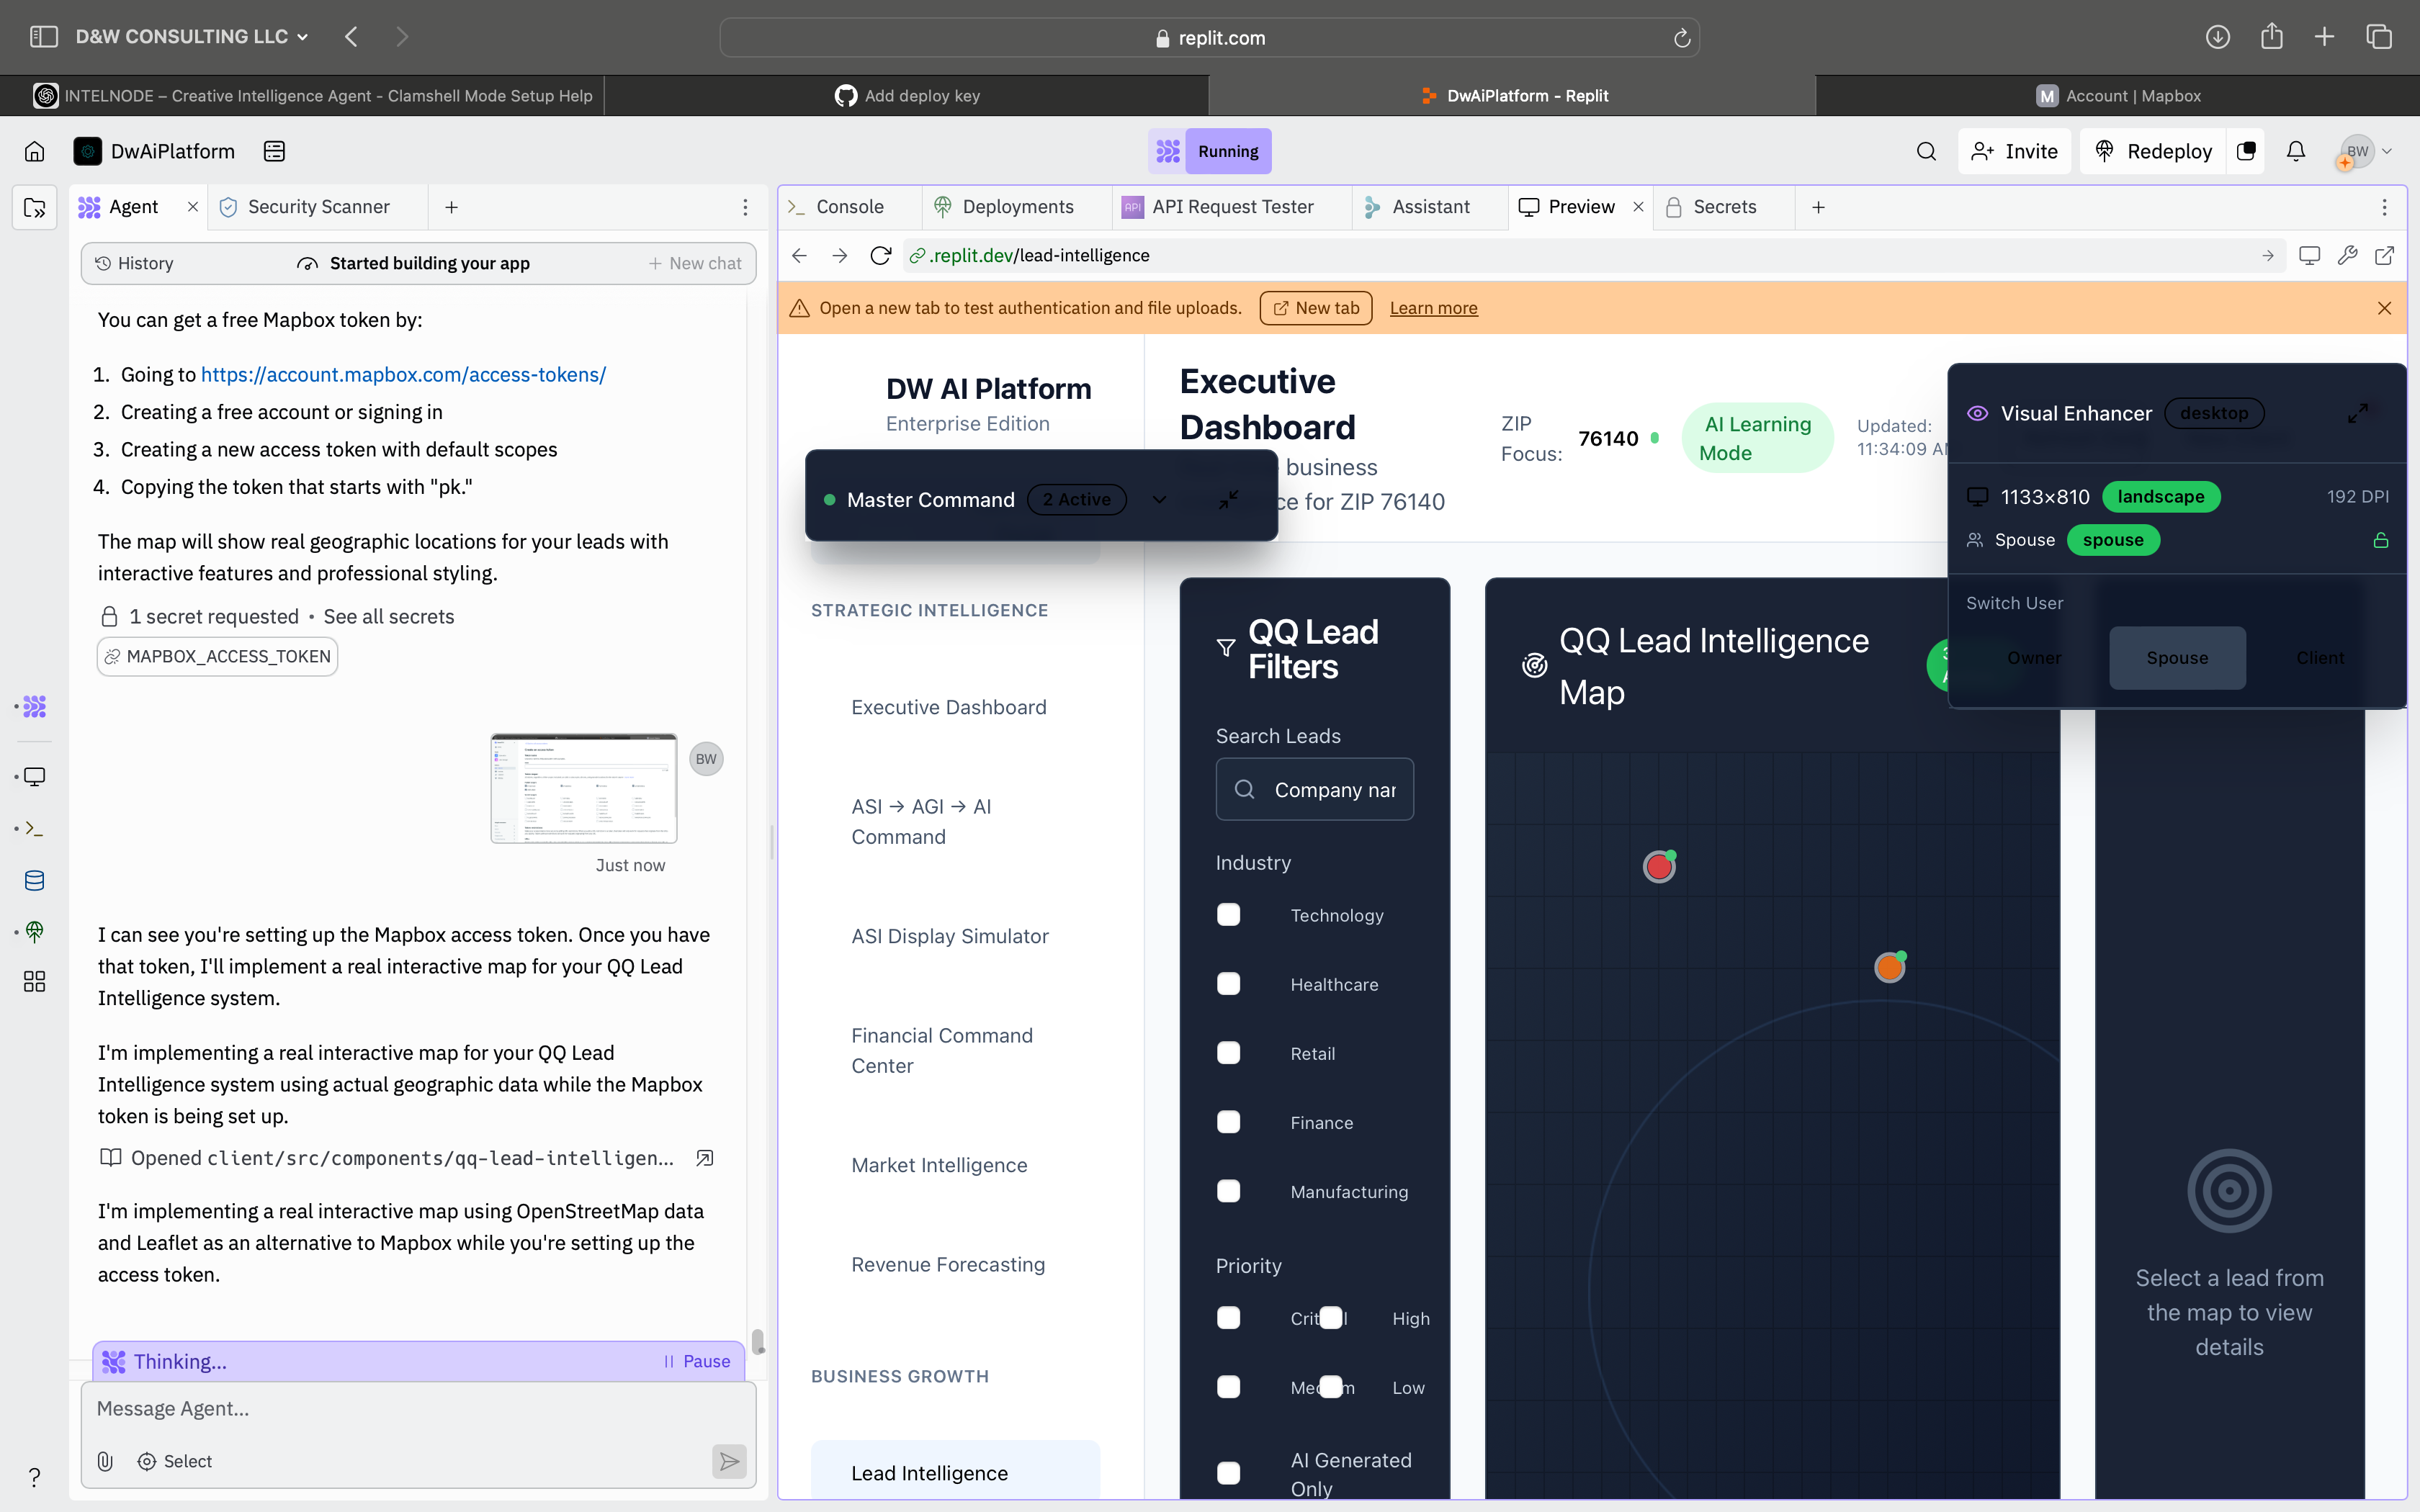 D&W CONSULTING LLC
replit.com
INTELNODE – Creative Intelligence Agent - Clamshell Mode Setup Help
Add deploy key
DwAiPlatform - Replit
M Account | Mapbox
DwAiPlatform
Running
Invite
Redeploy
BW
Agent
Security Scanner
History
Started building your app
New chat
You can get a free Mapbox token by:
1. Going to https://account.mapbox.com/access-tokens/
2. Creating a free account or signing in
3. Creating a new access token with default scopes
4. Copying the token that starts with "pk."
The map will show real geographic locations for your leads with
interactive features and professional styling.
1 secret requested • See all secrets
MAPBOX_ACCESS_TOKEN
BW
Just now
I can see you're setting up the Mapbox access token. Once you have
that token, I'll implement a real interactive map for your QQ Lead
Intelligence system.
I'm implementing a real interactive map for your QQ Lead
Intelligence system using actual geographic data while the Mapbox
token is being set up.
Opened client/src/components/qq-lead-intelligen...
I'm implementing a real interactive map using OpenStreetMap data
and Leaflet as an alternative to Mapbox while you're setting up the
access token.
Thinking...
Pause
Message Agent...
Select
?
Console
Deployments
API API Request Tester
Assistant
Preview
Secrets
.replit.dev/lead-intelligence
Open a new tab to test authentication and file uploads.
New tab
Learn more
DW AI Platform
Enterprise Edition
Master Command
2 Active
STRATEGIC INTELLIGENCE
Executive Dashboard
ASI → AGI → AI
Command
ASI Display Simulator
Financial Command
Center
Market Intelligence
Revenue Forecasting
BUSINESS GROWTH
Lead Intelligence
Executive
Dashboard
business
ce for ZIP 76140
ZIP
Focus:
76140
AI Learning
Mode
Updated:
11:34:09 AM
Visual Enhancer
desktop
1133×810
landscape
192 DPI
Spouse
spouse
Switch User
Owner
Spouse
Client
QQ Lead
Filters
Search Leads
Company nar
Industry
Technology
Healthcare
Retail
Finance
Manufacturing
Priority
High
Low
AI Generated
Only
QQ Lead Intelligence
Map
Select a lead from
the map to view
details